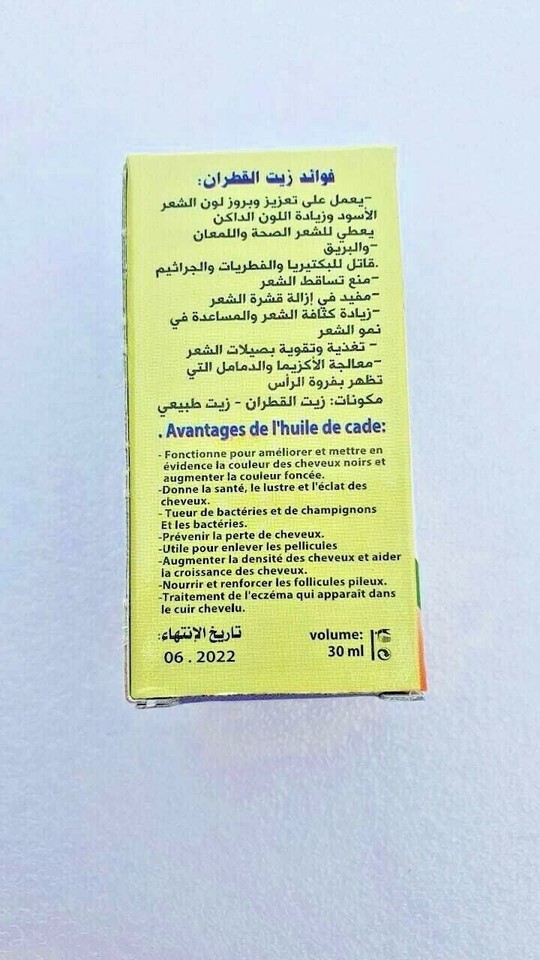 فوائد زيت القطران:
-يعمل على تعزيز وبروز لون الشعر
الأسود وزيادة اللون الداكن
يعطي للشعر الصحة واللمعان
-والبريق
.قاتل للبكتيريا والفطريات والجراثيم
-منع تساقط الشعر
-مفيد في إزالة قشرة الشعر
-زيادة كثافة الشعر والمساعدة في
نمو الشعر
- تغذية وتقوية بصيلات الشعر
-معالجة الأكزيما والدمامل التي
تظهر بفروة الرأس
مكونات: زيت القطران - زيت طبيعي
. Avantages de l'huile de cade:
- Fonctionne pour améliorer et mettre en
évidence la couleur des cheveux noirs et
augmenter la couleur foncée.
-Donne la santé, le lustre et l'éclat des
cheveux.
- Tueur de bactéries et de champignons
Et les bactéries.
-Prévenir la perte de cheveux.
-Utile pour enlever les pellicules
-Augmenter la densité des cheveux et aider
la croissance des cheveux.
-Nourrir et renforcer les follicules pileux.
-Traitement de l'eczéma qui apparaît dans
le cuir chevelu.
تاريخ الإنتهاء:
06 . 2022
volume:
30 ml